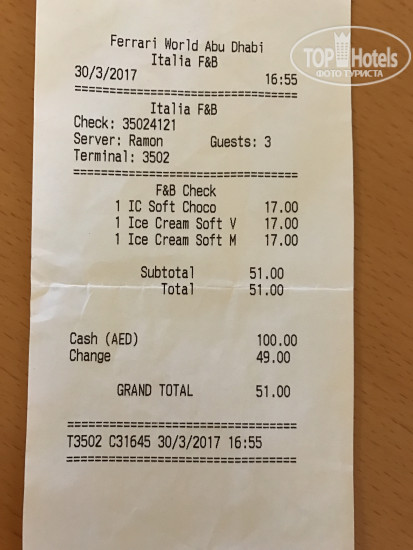 Ferrari World Abu Dhabi
Italia F&B
30/3/2017 16:55
================================
Italia F&B
Check: 35024121
Server: Ramon Guests: 3
Terminal: 3502
================================
F&B Check
1 IC Soft Choco 17.00
1 Ice Cream Soft V 17.00
1 Ice Cream Soft M 17.00
Subtotal 51.00
Total 51.00
Cash (AED) 100.00
Change 49.00
GRAND TOTAL 51.00
================================
T3502 C31645 30/3/2017 16:55
================================
TOP Hotels
ФОТО ТУРИСТА